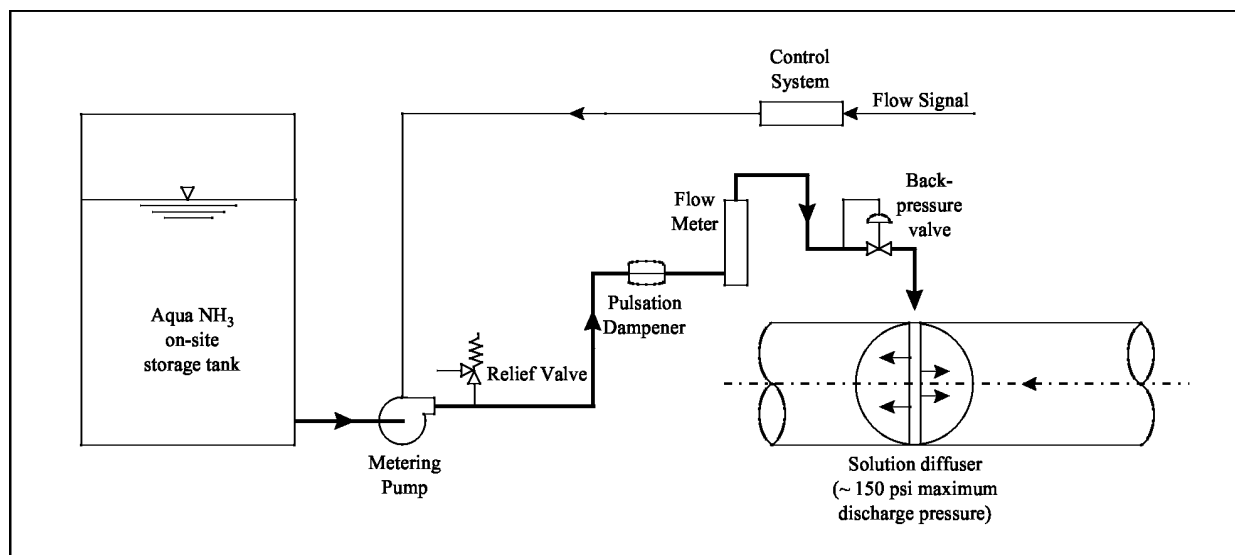 Control
System
Flow Signal
Flow
Meter
Back-
pressure
valve
Pulsation
Dampener
Aqua NH₃
on-site
storage tank
Relief Valve
Metering
Pump
Solution diffuser
(~ 150 psi maximum
discharge pressure)